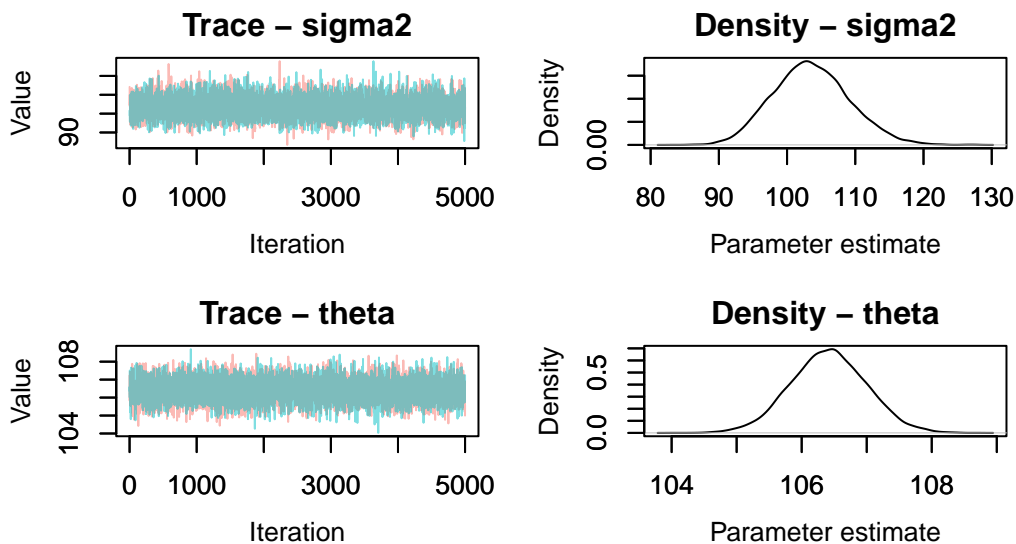 Trace – sigma2
Value
90
0 1000 3000 5000
Iteration
Density – sigma2
Density
0.00
80 90 100 110 120 130
Parameter estimate
Trace – theta
Value
104 108
0 1000 3000 5000
Iteration
Density – theta
Density
0.0 0.5
104 106 108
Parameter estimate